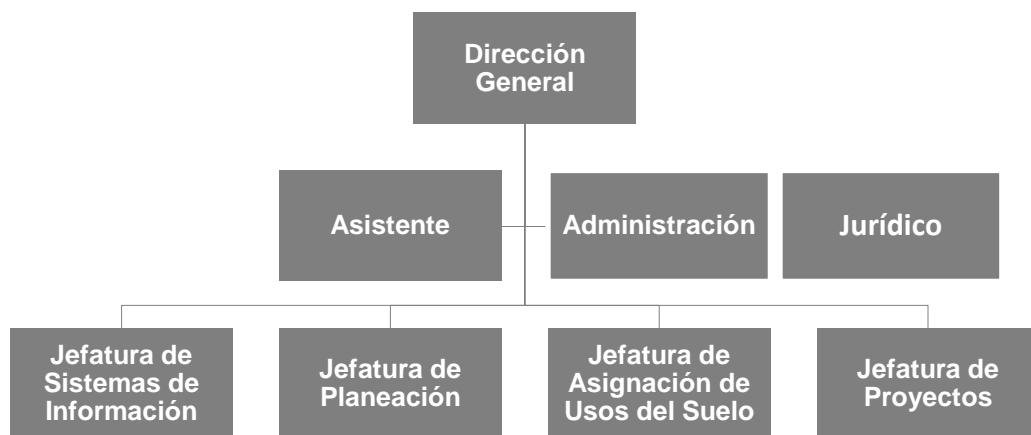 Dirección
General
Asistente
Administración
Jurídico
Jefatura de
Sistemas de
Información
Jefatura de
Planeación
Jefatura de
Asignación de
Usos del Suelo
Jefatura de
Proyectos